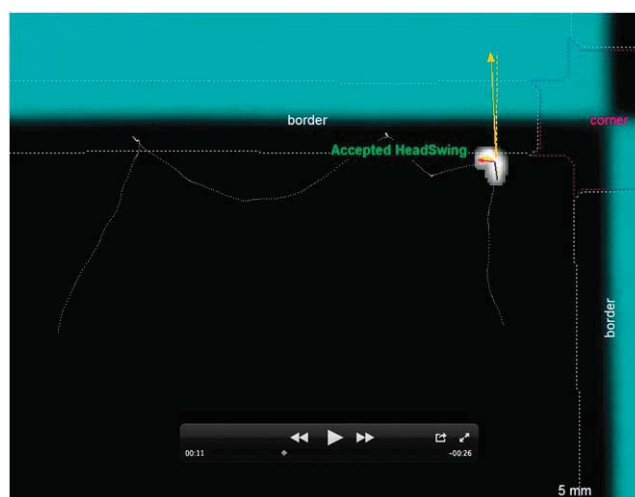 border
corner
Accepted HeadSwing
border
00:11
-00:26
5 mm